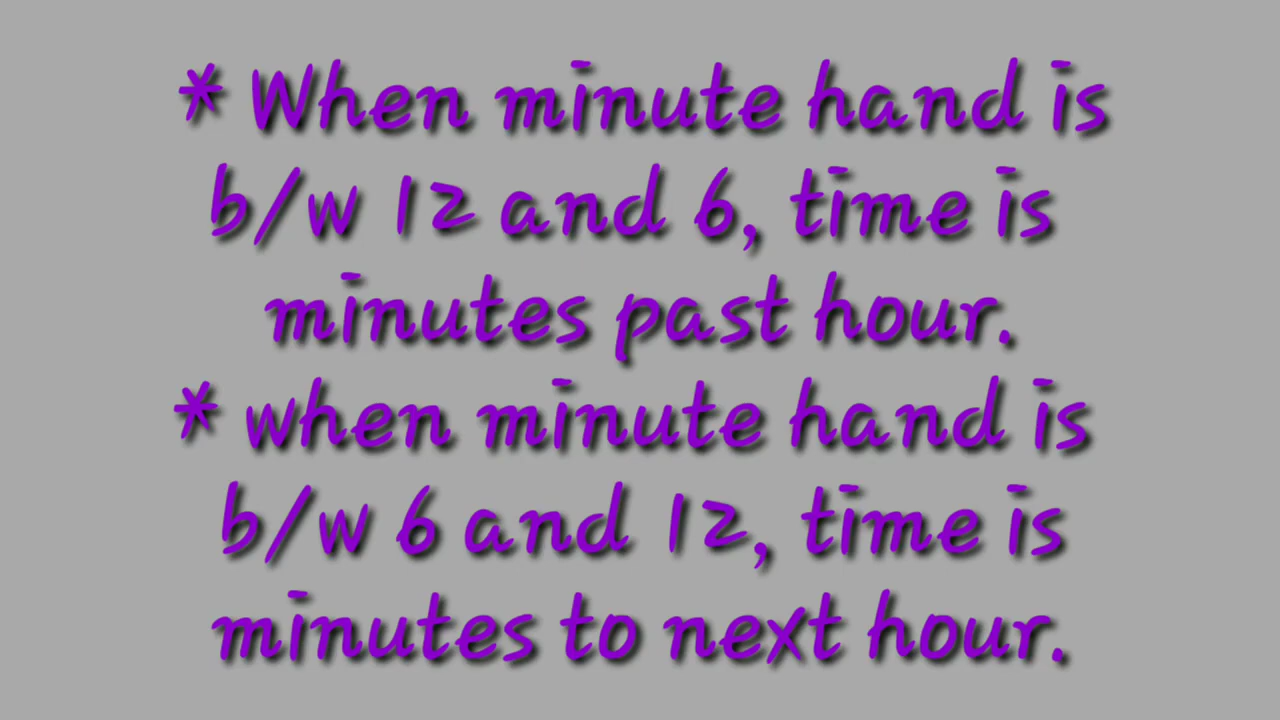 * When minute hand is
b/w 12 and 6, time is
minutes past hour.
* when minute hand is
b/w 6 and 12, time is
minutes to next hour.